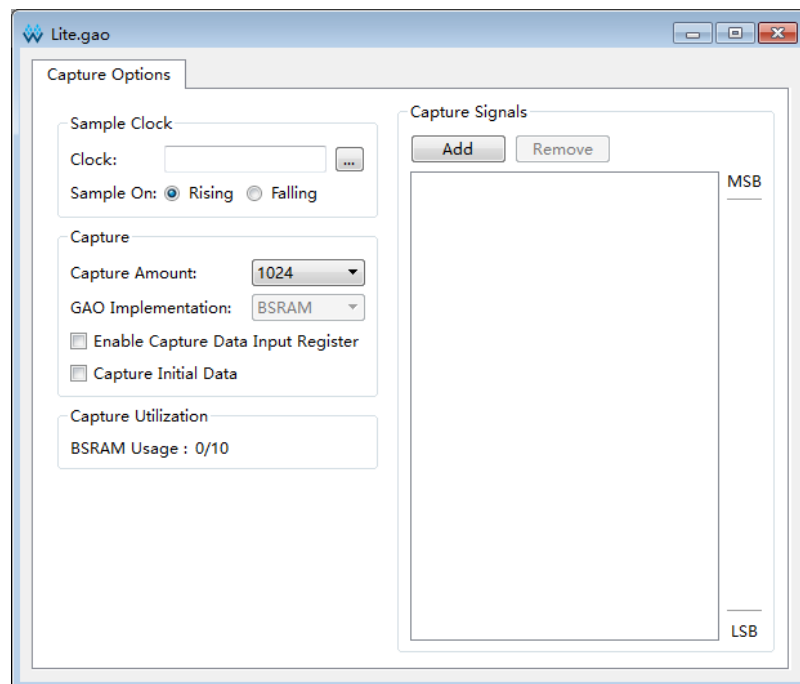 Lite.gao
Capture Options
Sample Clock
Clock:
...
Sample On: Rising Falling
Capture
Capture Amount: 1024
GAO Implementation: BSRAM
Enable Capture Data Input Register
Capture Initial Data
Capture Utilization
BSRAM Usage : 0/10
Capture Signals
Add Remove
MSB
LSB